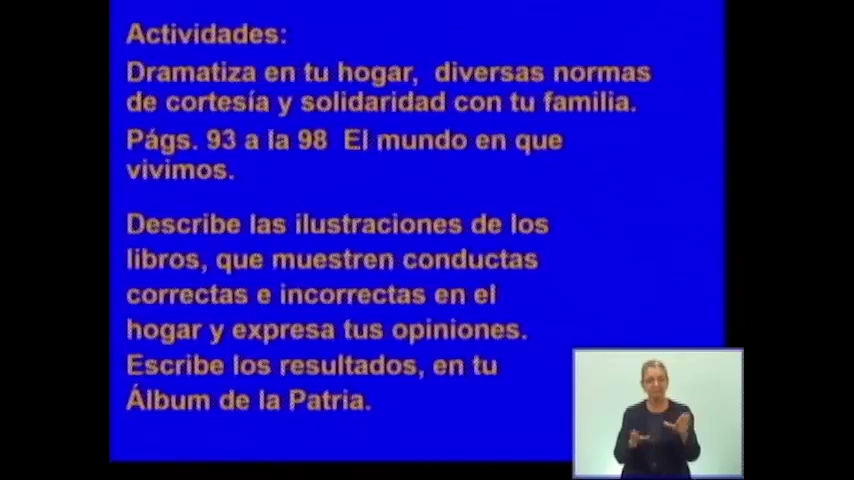 Actividades:
Dramatiza en tu hogar, diversas normas
de cortesía y solidaridad con tu familia.
Págs. 93 a la 98 El mundo en que
vivimos.
Describe las ilustraciones de los
libros, que muestren conductas
correctas e incorrectas en el
hogar y expresa tus opiniones.
Escribe los resultados, en tu
Álbum de la Patria.